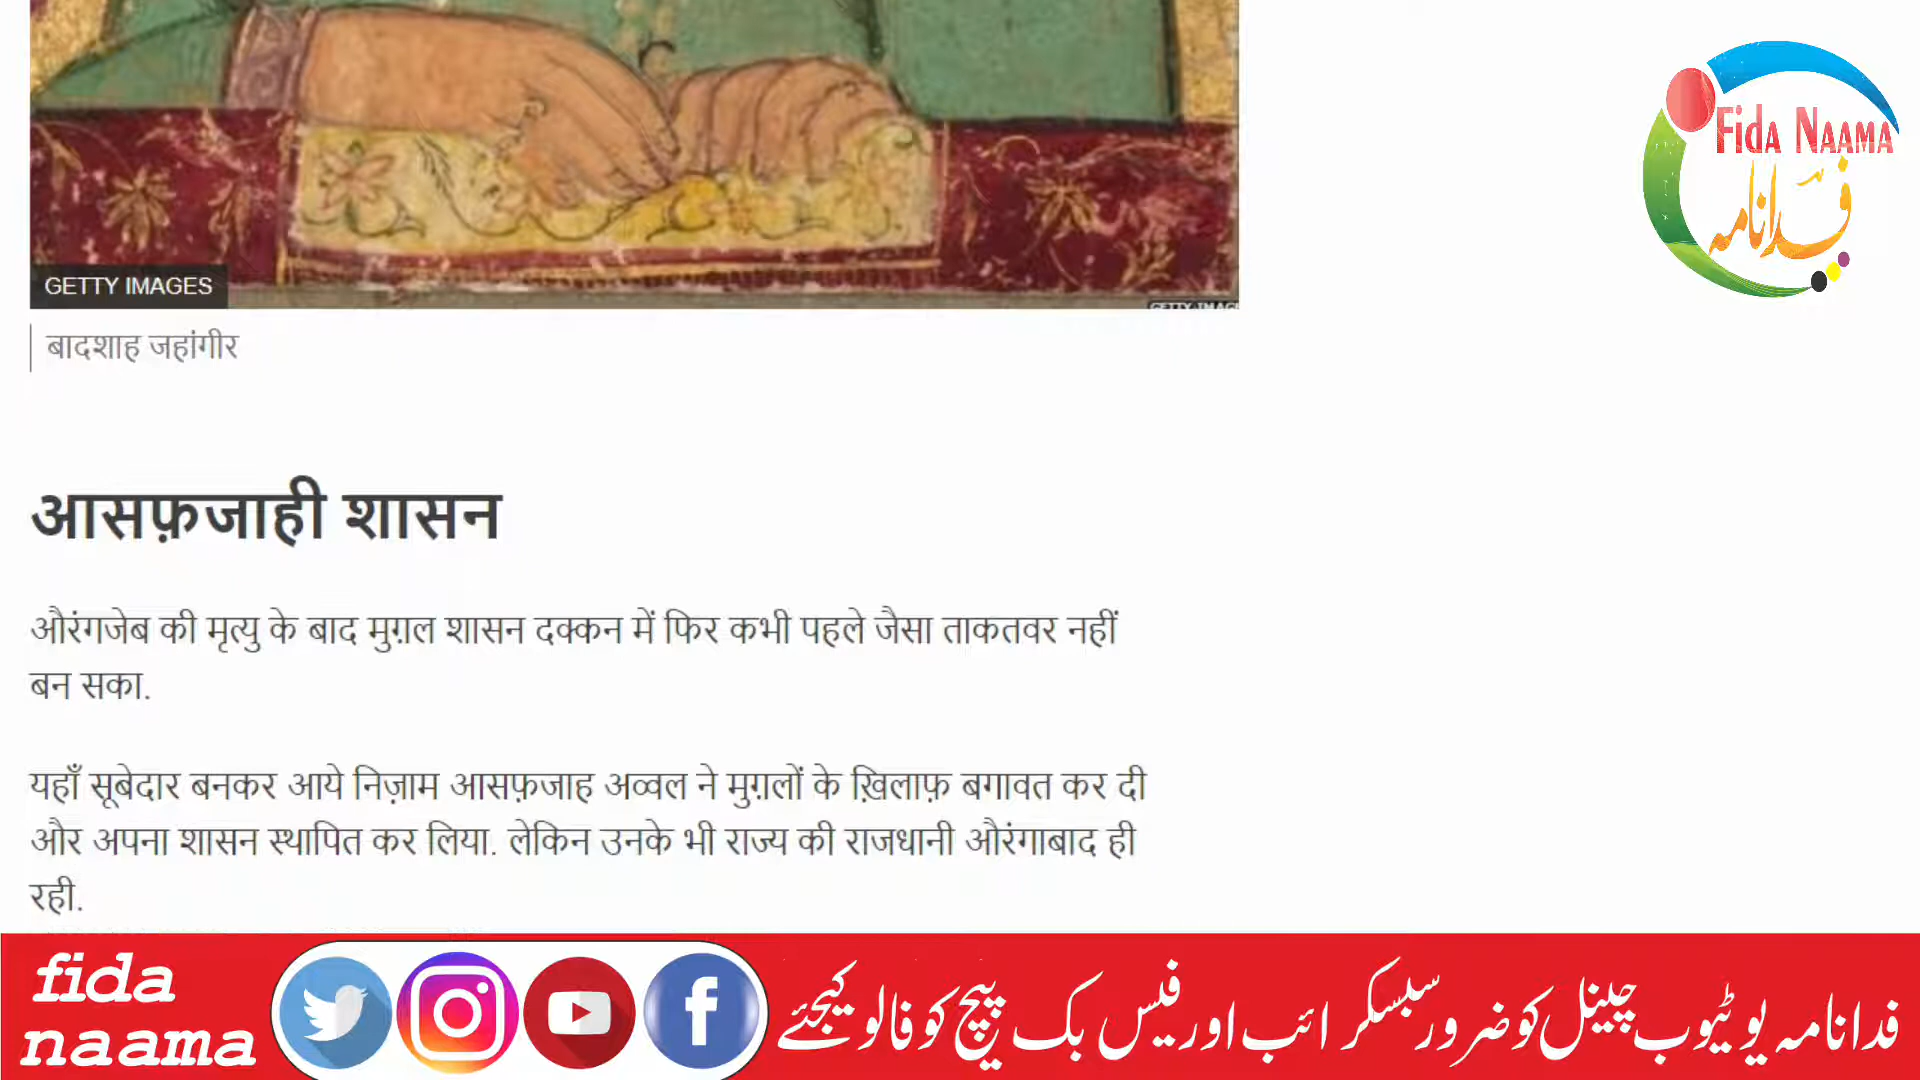 GETTY IMAGES
बादशाह जहांगीर
Fida NAAMA
فدانامہ
आसफ़जाही शासन
औरंगजेब की मृत्यु के बाद मुग़ल शासन दक्कन में फिर कभी पहले जैसा ताकतवर नहीं
बन सका.
यहाँ सूबेदार बनकर आये निज़ाम आसफ़जाह अव्वल ने मुग़लों के ख़िलाफ़ बगावत कर दी
और अपना शासन स्थापित कर लिया. लेकिन उनके भी राज्य की राजधानी औरंगाबाद ही
रही.
fida
naama
فدانامہ یوٹیوب چینل کو ضرور سبسکرائب اور فیس بک پیج کو فالو کیجئے